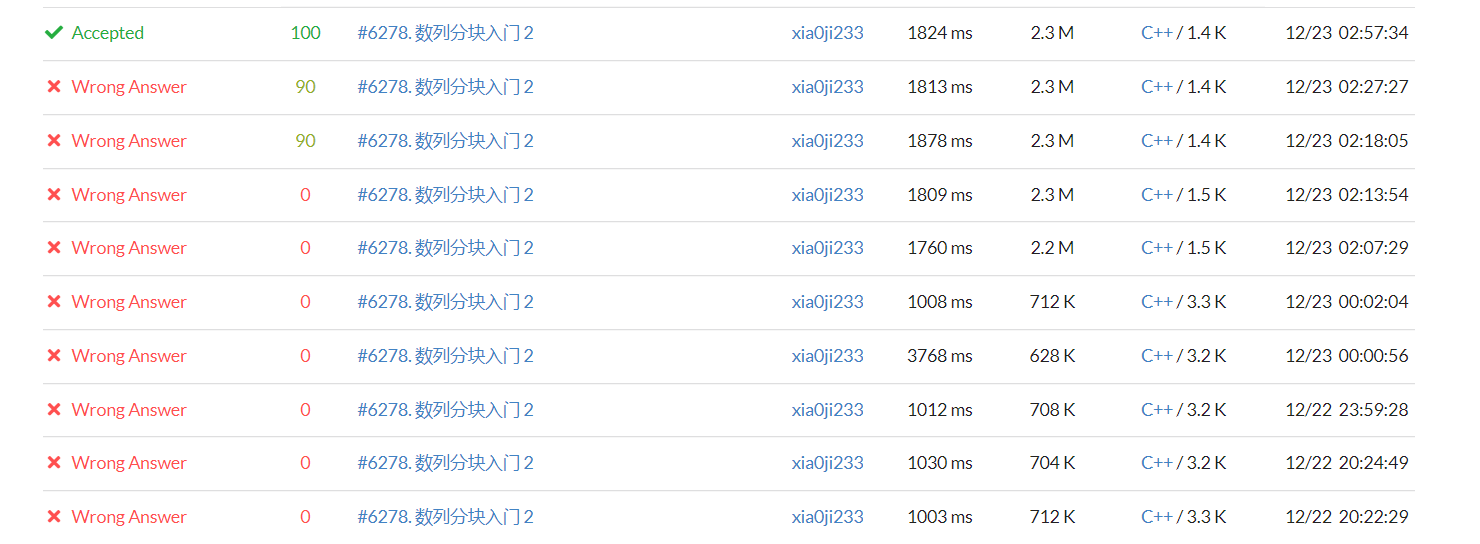 Accepted 100 #6278. 数列分块入门 2 xia0ji233 1824 ms 2.3 M C++ / 1.4 K 12/23 02:57:34
Wrong Answer 90 #6278. 数列分块入门 2 xia0ji233 1813 ms 2.3 M C++ / 1.4 K 12/23 02:27:27
Wrong Answer 90 #6278. 数列分块入门 2 xia0ji233 1878 ms 2.3 M C++ / 1.4 K 12/23 02:18:05
Wrong Answer 0 #6278. 数列分块入门 2 xia0ji233 1809 ms 2.3 M C++ / 1.5 K 12/23 02:13:54
Wrong Answer 0 #6278. 数列分块入门 2 xia0ji233 1760 ms 2.2 M C++ / 1.5 K 12/23 02:07:29
Wrong Answer 0 #6278. 数列分块入门 2 xia0ji233 1008 ms 712 K C++ / 3.3 K 12/23 00:02:04
Wrong Answer 0 #6278. 数列分块入门 2 xia0ji233 3768 ms 628 K C++ / 3.2 K 12/23 00:00:56
Wrong Answer 0 #6278. 数列分块入门 2 xia0ji233 1012 ms 708 K C++ / 3.2 K 12/22 23:59:28
Wrong Answer 0 #6278. 数列分块入门 2 xia0ji233 1030 ms 704 K C++ / 3.2 K 12/22 20:24:49
Wrong Answer 0 #6278. 数列分块入门 2 xia0ji233 1003 ms 712 K C++ / 3.3 K 12/22 20:22:29